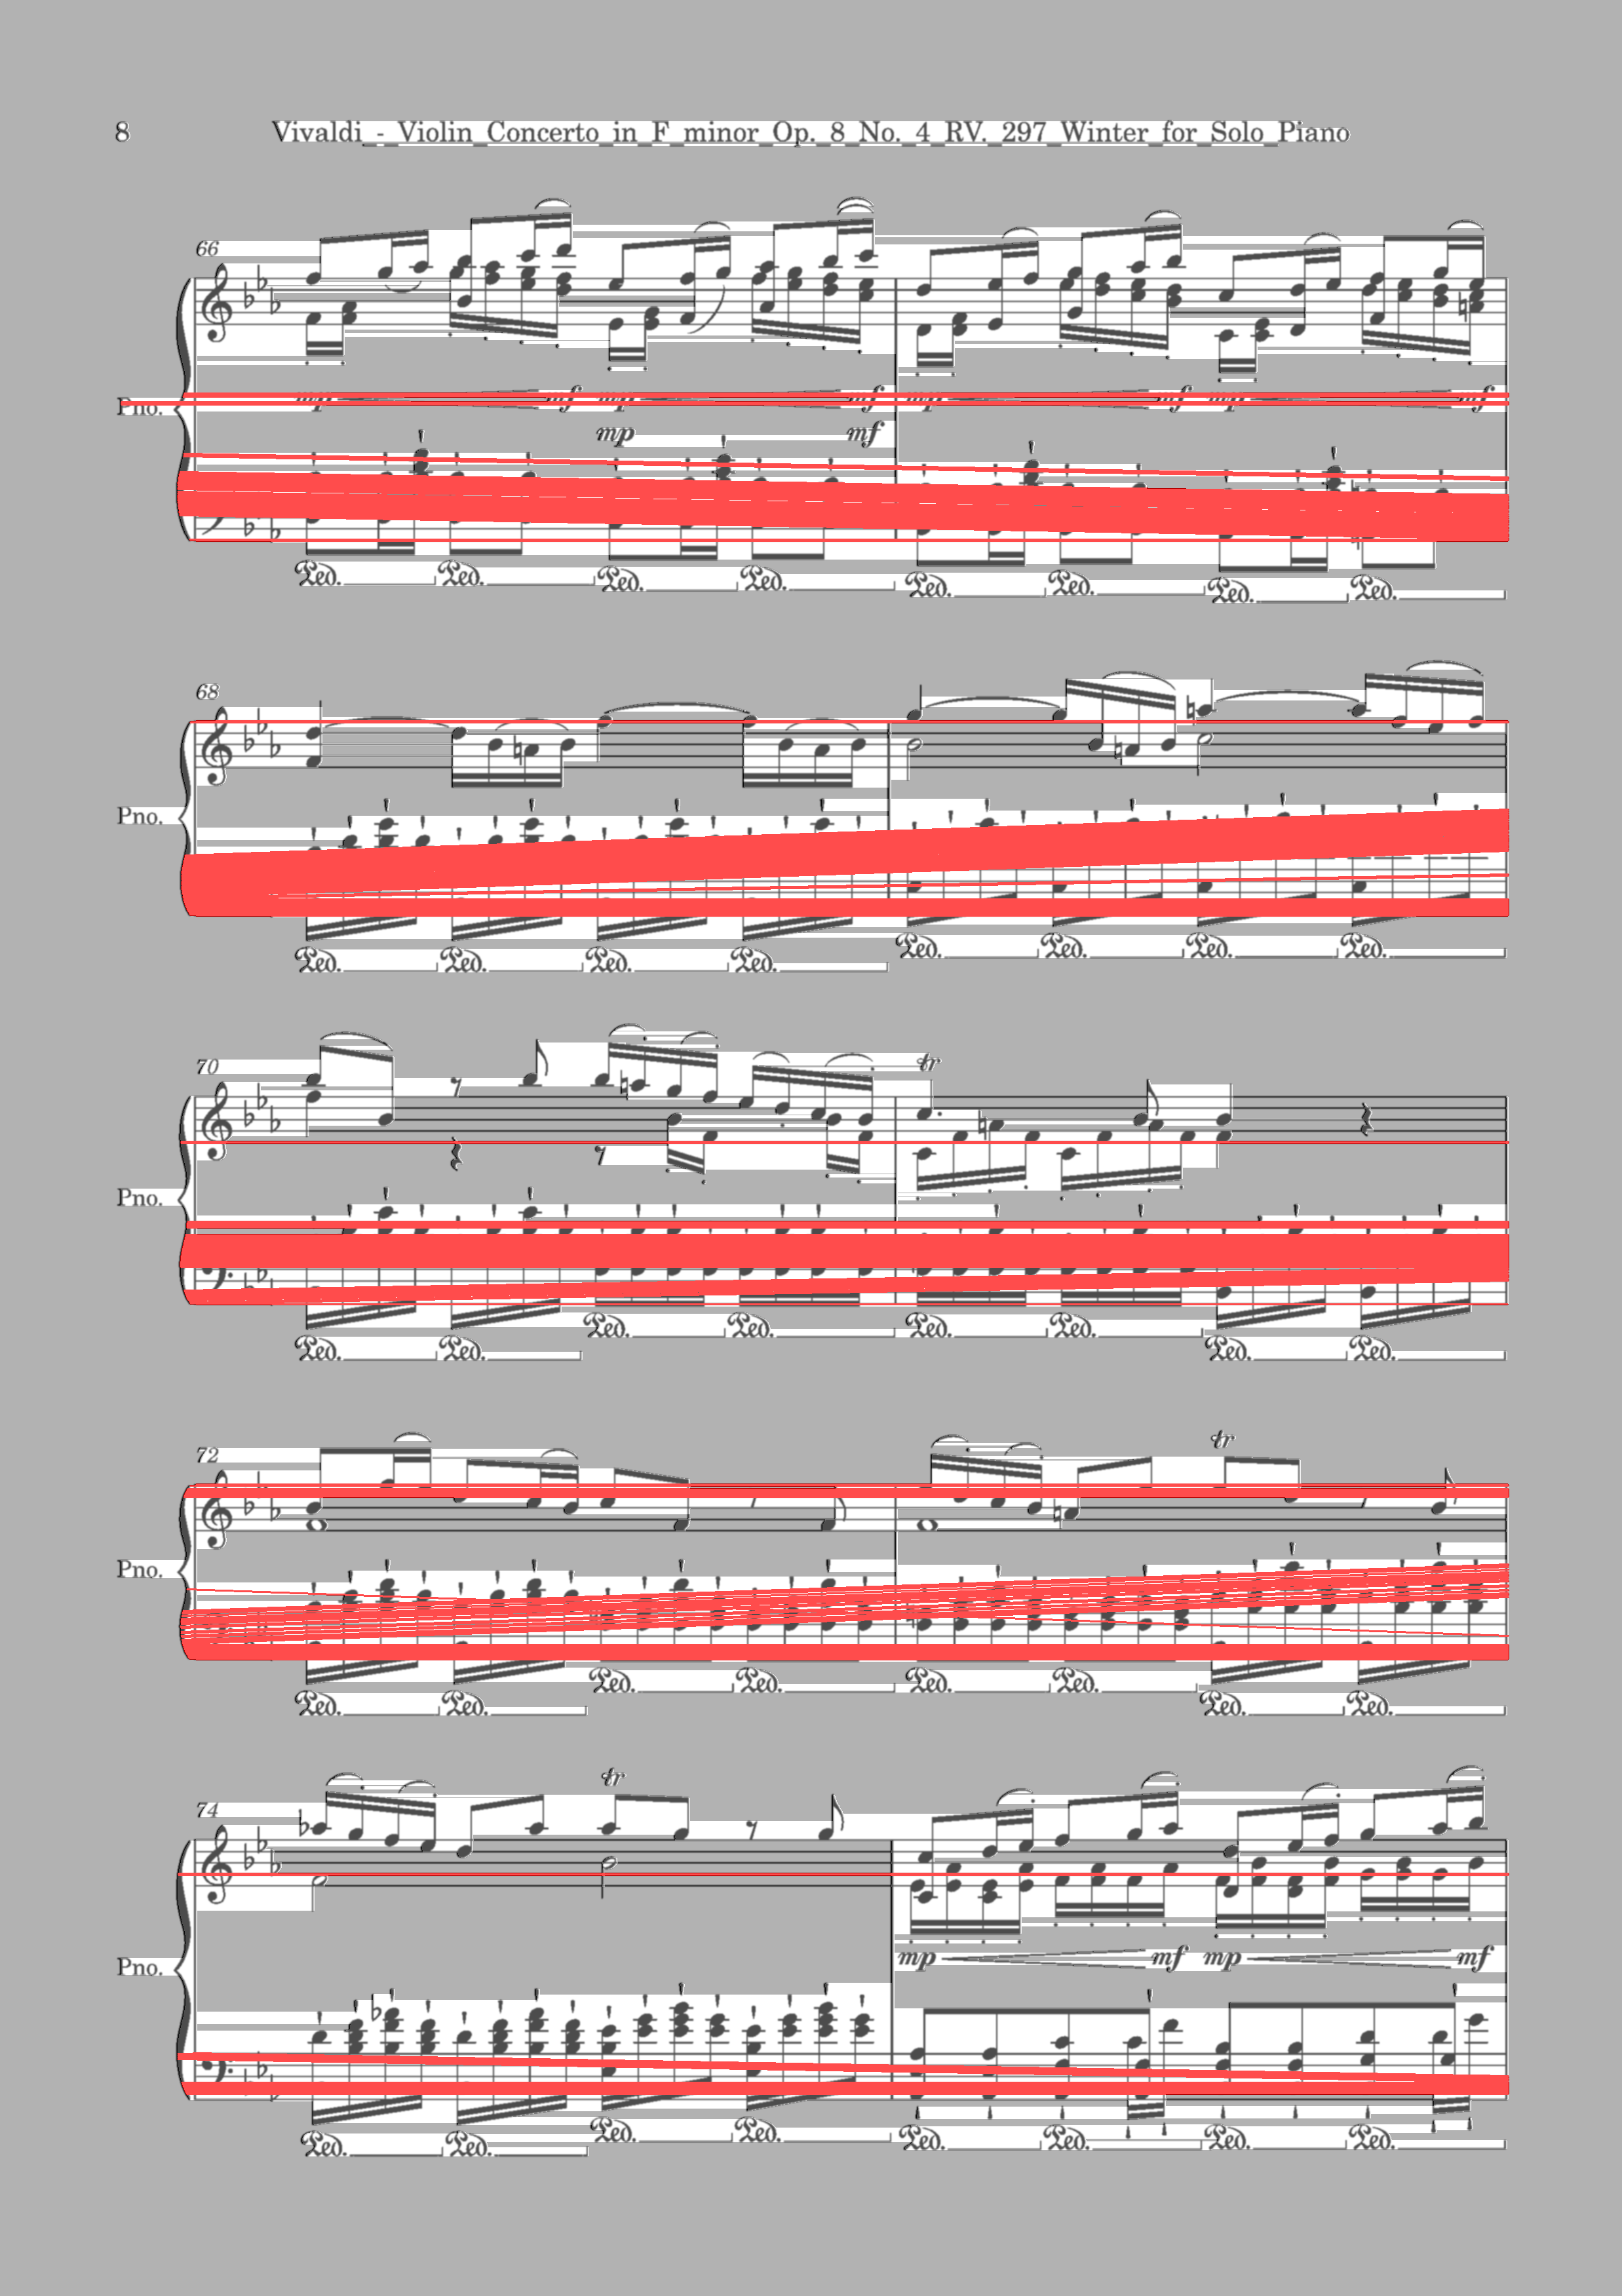 8 Vivaldi_-_Violin_Concerto_in_F_minor_Op._8_No._4_RV._297_Winter_for_Solo_Piano
66
mp mf mp mf mp mf mp mf
Pno.
mp mf
Ped. Ped. Ped. Ped. Ped. Ped. Ped. Ped.
68
Pno.
Ped. Ped. Ped. Ped. Ped. Ped. Ped. Ped.
70 tr
Pno.
Ped. Ped. Ped. Ped. Ped. Ped. Ped. Ped.
72 tr
Pno.
Ped. Ped. Ped. Ped. Ped. Ped. Ped. Ped.
74 tr
mp mf mp mf
Pno.
Ped. Ped. Ped. Ped. Ped. Ped. Ped. Ped.